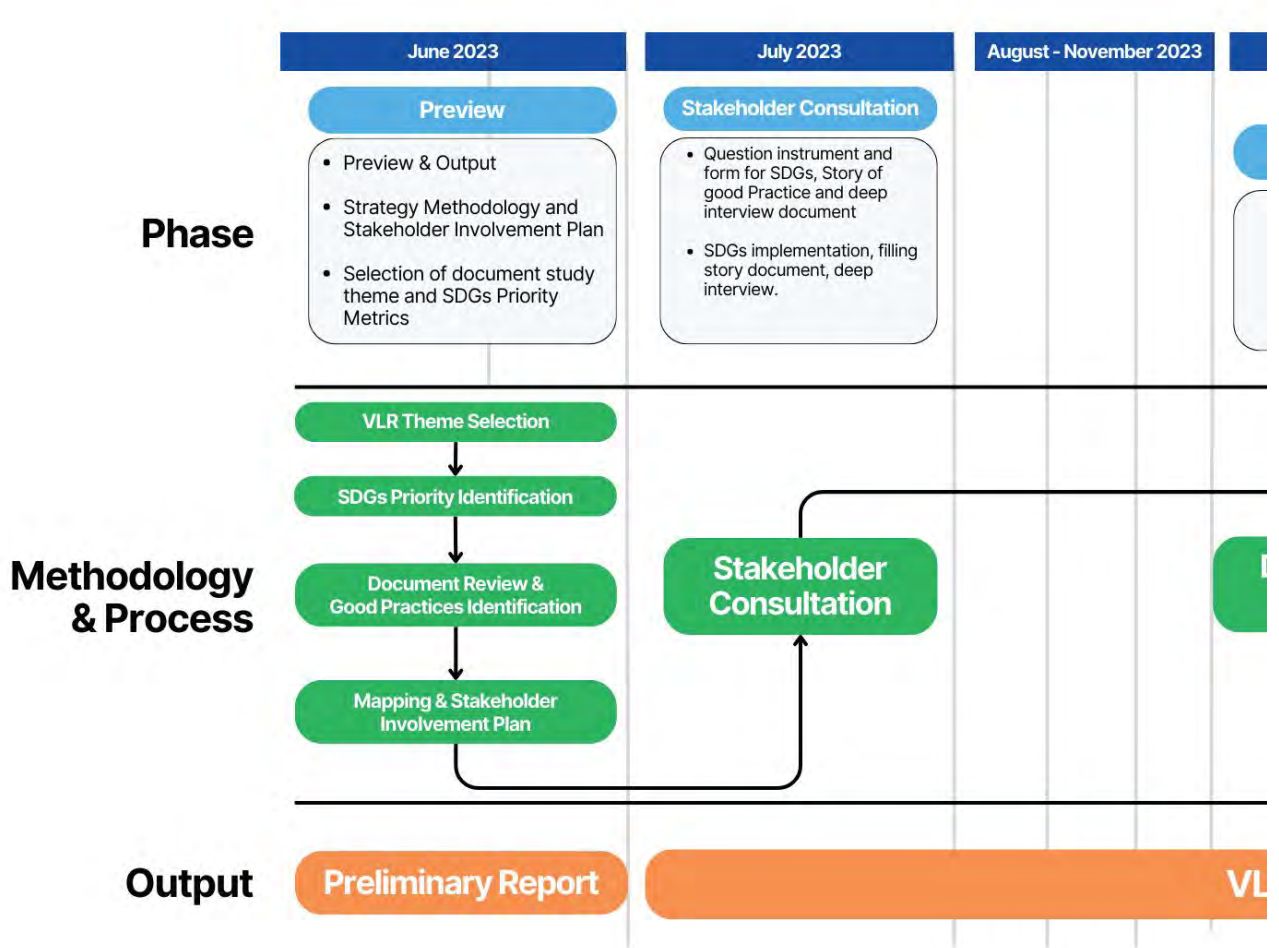 June 2023
July 2023
August - November 2023
Phase
Preview
• Preview & Output
• Strategy Methodology and
Stakeholder Involvement Plan
• Selection of document study
theme and SDGs Priority
Metrics
Stakeholder Consultation
• Question instrument and
form for SDGs, Story of
good Practice and deep
interview document
• SDGs implementation, filling
story document, deep
interview.
Methodology
& Process
VLR Theme Selection
SDGs Priority Identification
Document Review &
Good Practices Identification
Mapping & Stakeholder
Involvement Plan
Stakeholder
Consultation
Output
Preliminary Report